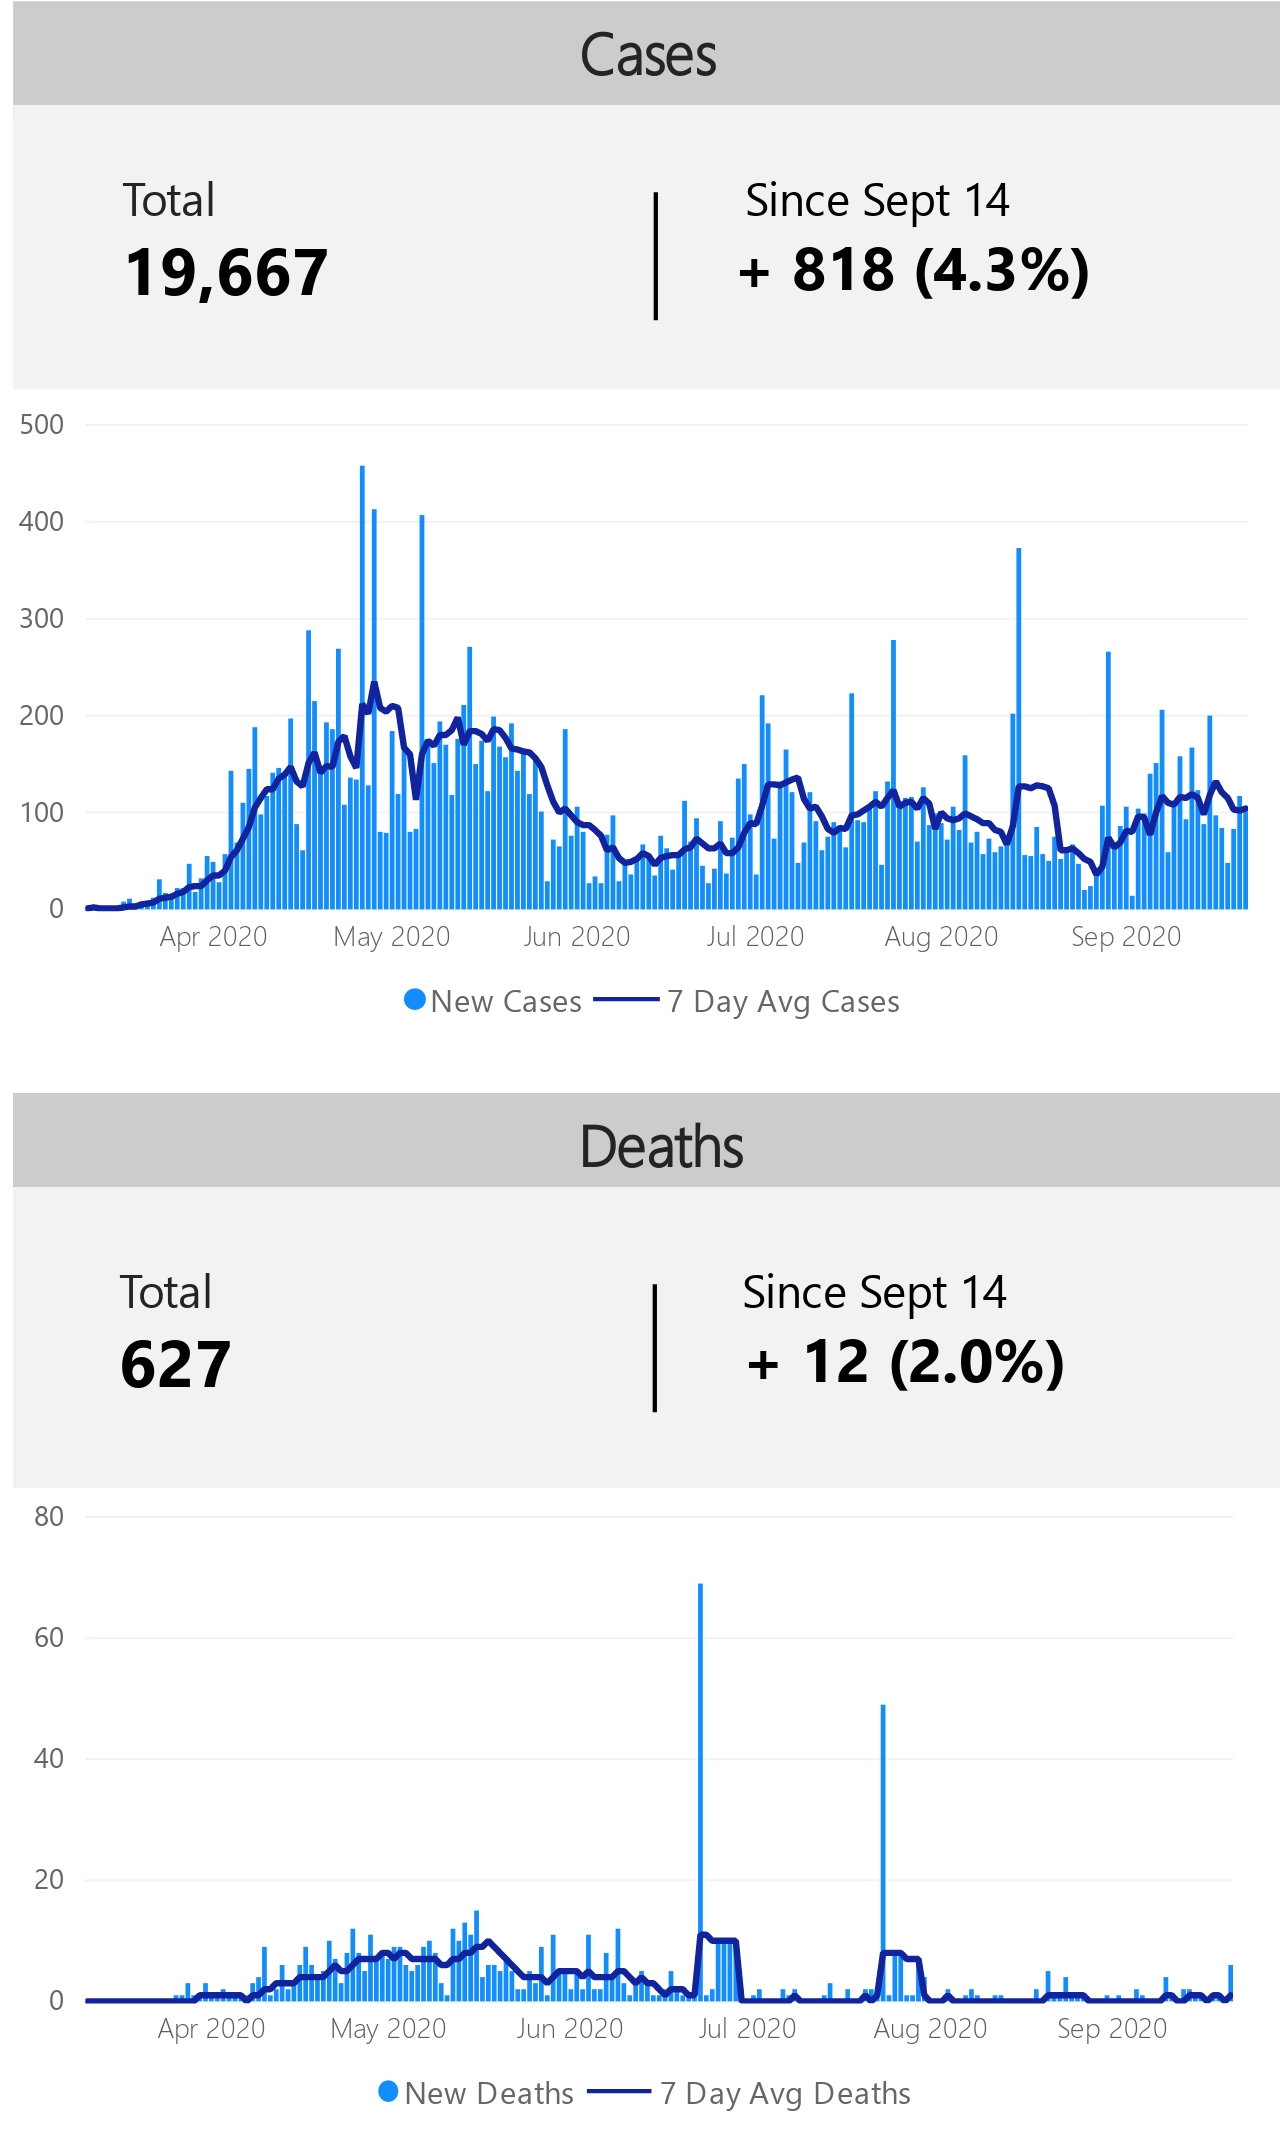 Cases
Total
Since Sept 14
19,667
+ 818 (4.3%)
500
400
300
200
100
0
Apr 2020 May 2020 Jun 2020 Jul 2020 Aug 2020 Sep 2020
New Cases 7 Day Avg Cases
Deaths
Total
Since Sept 14
627
+ 12 (2.0%)
80
60
40
20
0
Apr 2020 May 2020 Jun 2020 Jul 2020 Aug 2020 Sep 2020
New Deaths 7 Day Avg Deaths